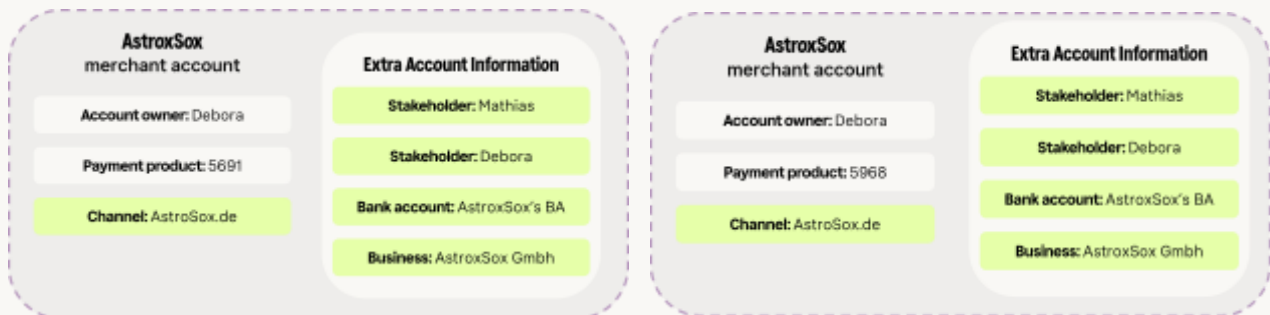 AstroxSox
merchant account
Account owner: Debora
Payment product: 5691
Channel: AstroSox.de
Extra Account Information
Stakeholder: Mathias
Stakeholder: Debora
Bank account: AstroxSox's BA
Business: AstroxSox Gmbh
AstroxSox
merchant account
Account owner: Debora
Payment product: 5968
Channel: AstroSox.de
Extra Account Information
Stakeholder: Mathias
Stakeholder: Debora
Bank account: AstroxSox's BA
Business: AstroxSox Gmbh